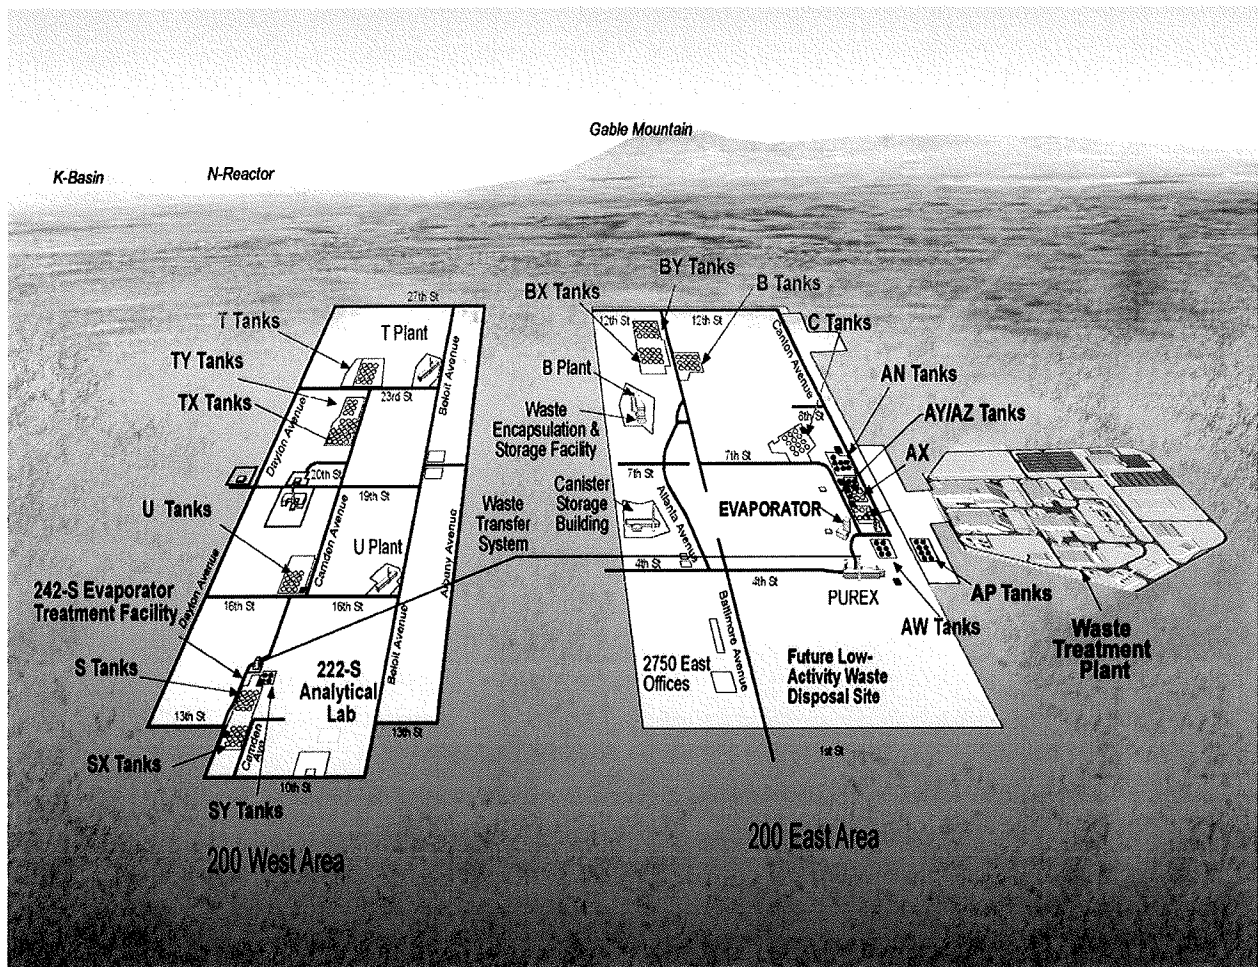 Gable Mountain
K-Basin
N-Reactor
27th St
T Tanks
T Plant
TY Tanks
TX Tanks
23rd St
Beloit Avenue
Dayton Avenue
20th St
19th St
U Tanks
U Plant
Camden Avenue
Albany Avenue
Dayton Avenue
242-S Evaporator
Treatment Facility
16th St
16th St
Beloit Avenue
S Tanks
222-S
Analytical
Lab
13th St
13th St
Camden
Ave
SX Tanks
10th St
SY Tanks
200 West Area
BY Tanks
BX Tanks
B Tanks
12th St
12th St
Canton Avenue
C Tanks
B Plant
AN Tanks
Waste
Encapsulation &
Storage Facility
8th St
AY/AZ Tanks
7th St
7th St
AX
Canister
Storage
Building
Waste
Transfer
System
Atlanta Avenue
EVAPORATOR
4th St
4th St
PUREX
AP Tanks
AW Tanks
Waste
Treatment
Plant
Baltimore Avenue
2750 East
Offices
Future Low-
Activity Waste
Disposal Site
1st St
200 East Area